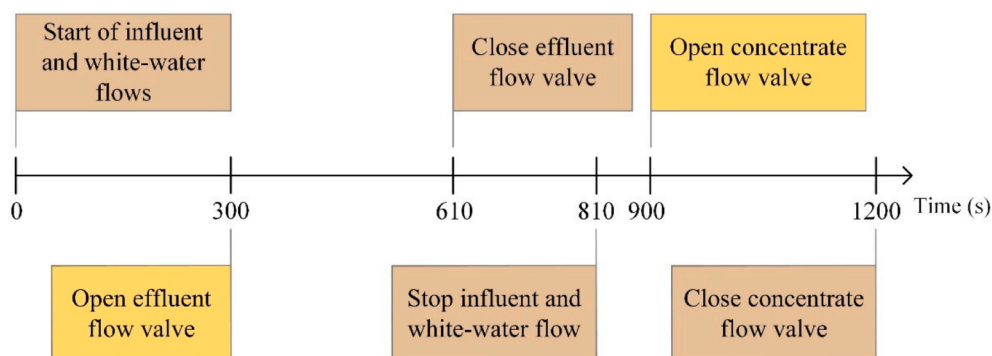 Start of influent
and white-water
flows
Close effluent
flow valve
Open concentrate
flow valve
0
300
610
810
900
1200
Time (s)
Open effluent
flow valve
Stop influent and
white-water flow
Close concentrate
flow valve